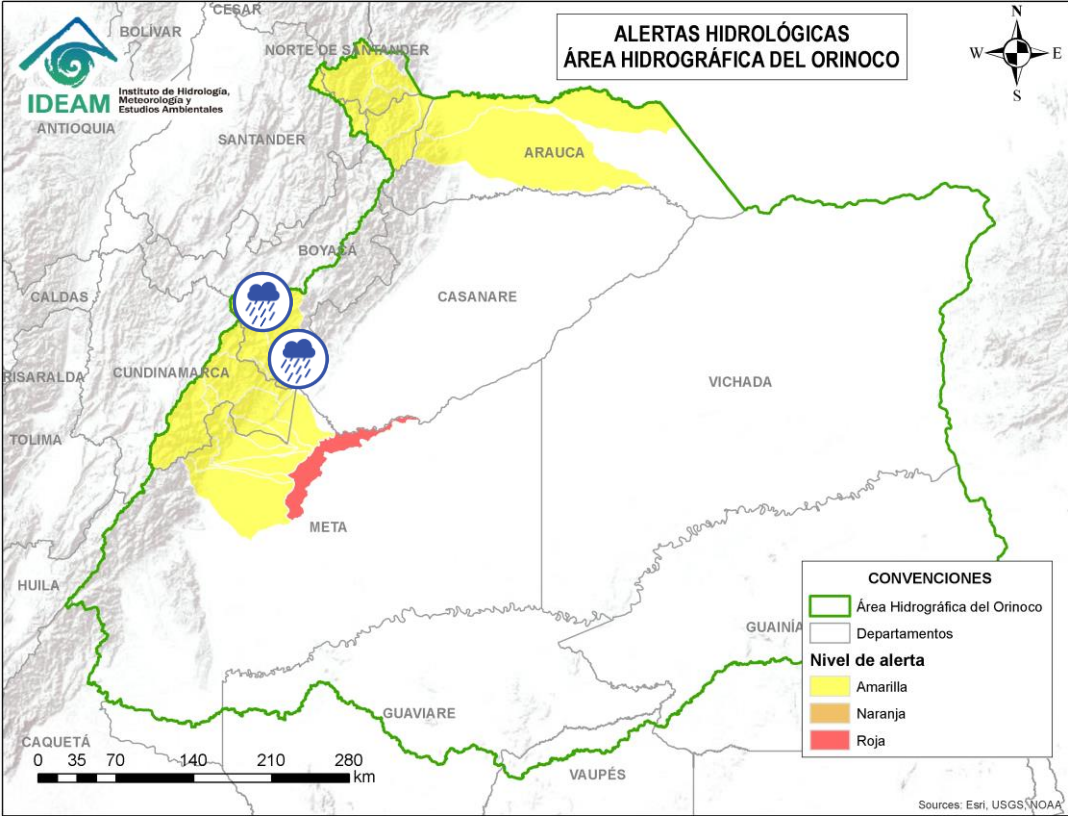 CESAR
BOLÍVAR
NORTE DE SANTANDER
ALERTAS HIDROLÓGICAS
ÁREA HIDROGRÁFICA DEL ORINOCO
N
W
E
S
IDEAM
Instituto de Hidrología,
Meteorología y
Estudios Ambientales
ANTIOQUIA
SANTANDER
ARAUCA
BOYACÁ
CALDAS
CASANARE
RISARALDA
CUNDINAMARCA
VICHADA
TOLIMA
META
HUILA
GUAINÍA
GUAVIARE
CAQUETÁ
VAUPÉS
CONVENCIONES
Área Hidrográfica del Orinoco
Departamentos
Nivel de alerta
Amarilla
Naranja
Roja
0 35 70 140 210 280
km
Sources: Esri, USGS, NOAA